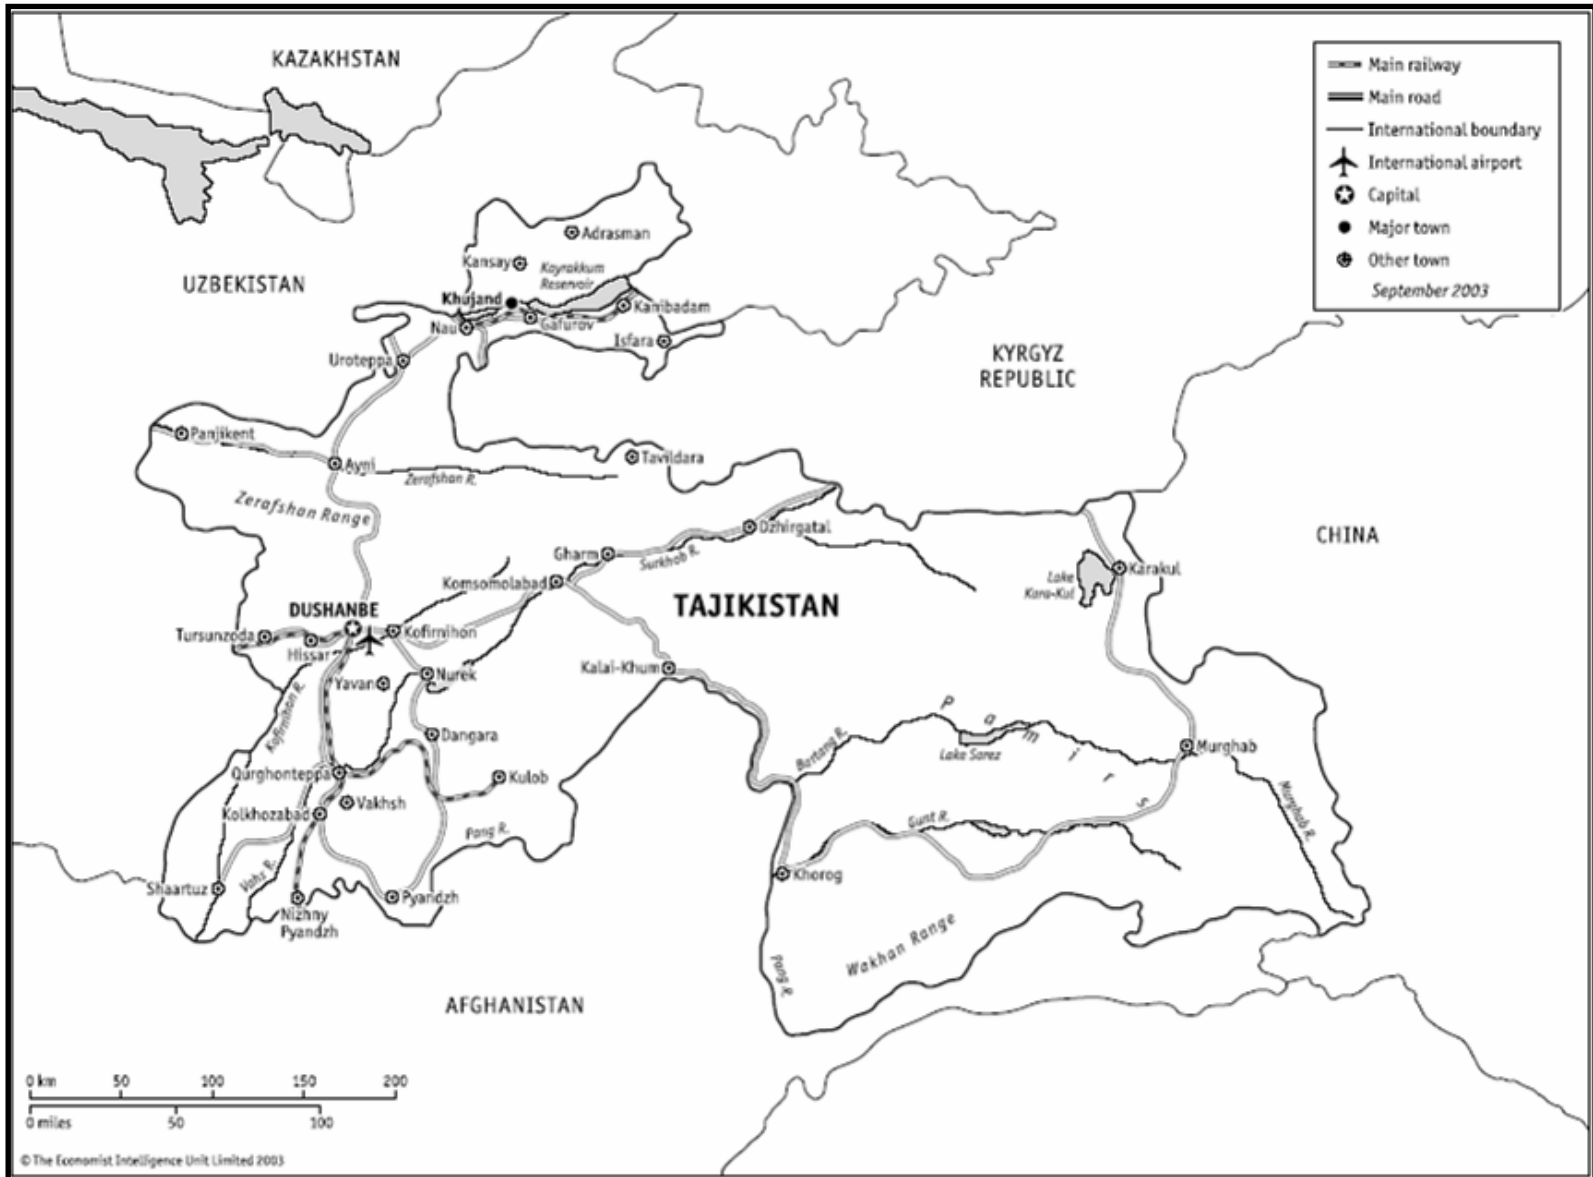 KAZAKHSTAN
Main railway
Main road
International boundary
International airport
Capital
Major town
Other town
September 2003
Adrasman
Kansay
Kayrakkum
Reservoir
UZBEKISTAN
Khujand
Kanibadam
Nau
Gafurov
Isfara
Uroteppa
KYRGYZ
REPUBLIC
Panjikent
Ayni
Tavildara
Zerafshan R.
Zerafshan Range
Dzhirgatal
CHINA
Gharm
Surkhob R.
Komsomolabad
Lake
Kara-Kul
Karakul
TAJIKISTAN
DUSHANBE
Tursunzoda
Kofirnihon
Hissar
Kalai-Khum
Nurek
Yavan
Kofirnihon R.
Pamirs
Dangara
Bartang R.
Lake Sarez
Murghab
Qurghonteppa
Kulob
Vakhsh
Kolkhozabad
Murghab R.
Pang R.
Gunt R.
Vahs R.
Khorog
Shaartuz
Pyandzh
Nizhny
Pyandzh
Wakhan Range
Pang R.
AFGHANISTAN
0 km 50 100 150 200
0 miles 50 100
© The Economist Intelligence Unit Limited 2003